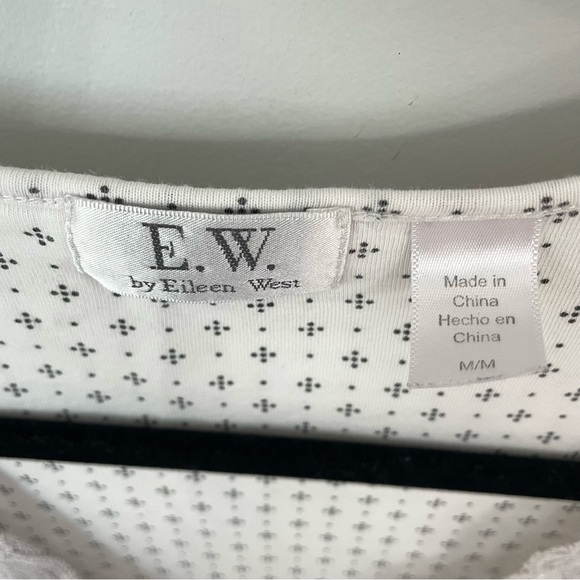 E.W.
by Eileen West
Made in
China
Hecho en
China
M/M